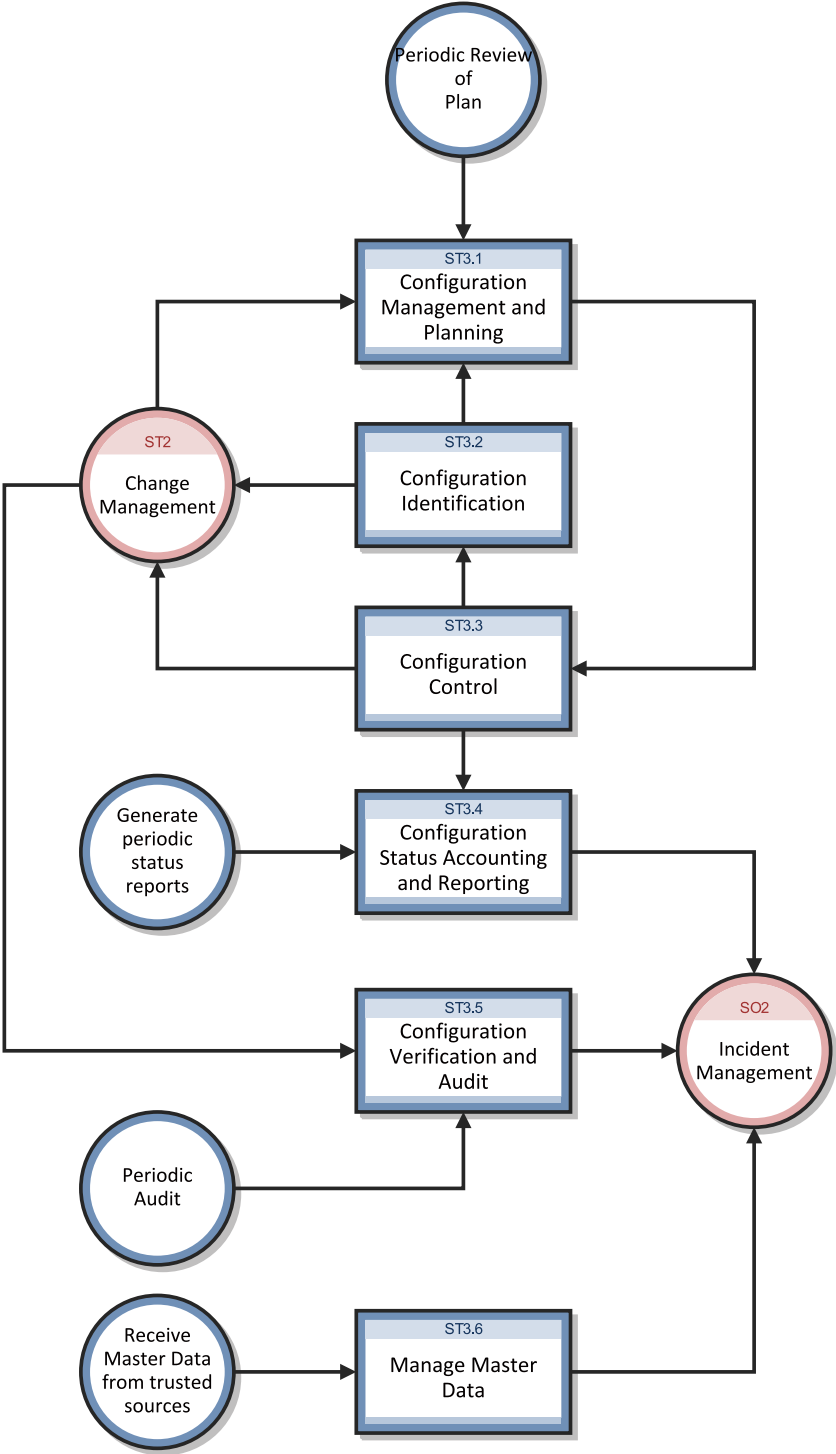 Periodic Review
of
Plan
ST3.1
Configuration
Management and
Planning
ST2
Change
Management
ST3.2
Configuration
Identification
ST3.3
Configuration
Control
Generate
periodic
status
reports
ST3.4
Configuration
Status Accounting
and Reporting
ST3.5
Configuration
Verification and
Audit
SO2
Incident
Management
Periodic
Audit
Receive
Master Data
from trusted
sources
ST3.6
Manage Master
Data